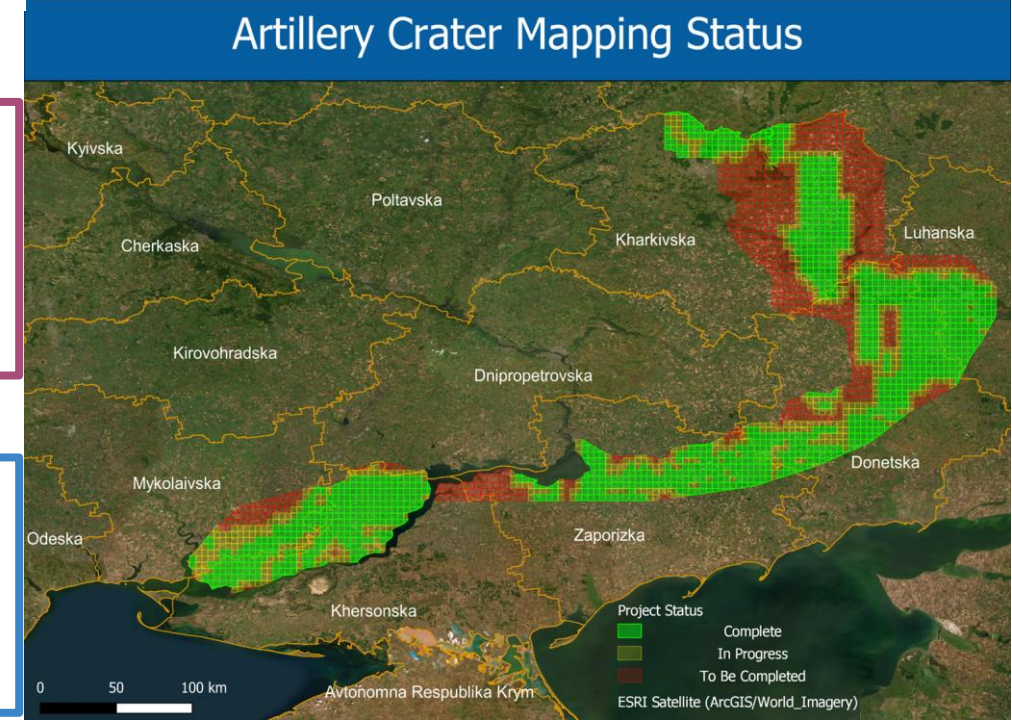 Artillery Crater Mapping Status
Kyivska
Poltavska
Cherkaska
Kharkivska
Luhanska
Kirovohradska
Dnipropetrovska
Mykolaivska
Donetska
Odeska
Zaporizka
Khersonska
Avtonomna Respublika Krym
Project Status
Complete
In Progress
To Be Completed
ESRI Satellite (ArcGIS/World_Imagery)
0 50 100 km